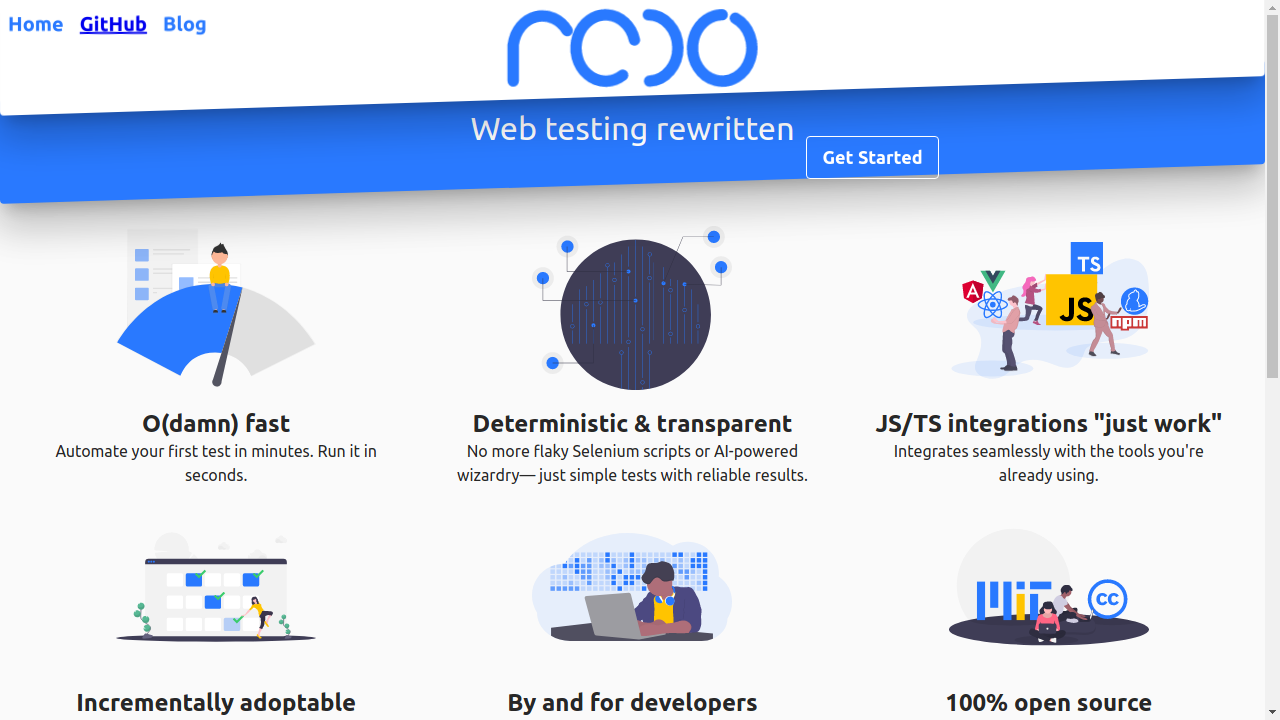 Home GitHub Blog
redo
Web testing rewritten
Get Started
TS
JS
npm
O(damn) fast
Deterministic & transparent
JS/TS integrations "just work"
Automate your first test in minutes. Run it in
seconds.
No more flaky Selenium scripts or AI-powered
wizardry— just simple tests with reliable results.
Integrates seamlessly with the tools you're
already using.
MIT
CC
Incrementally adoptable
By and for developers
100% open source